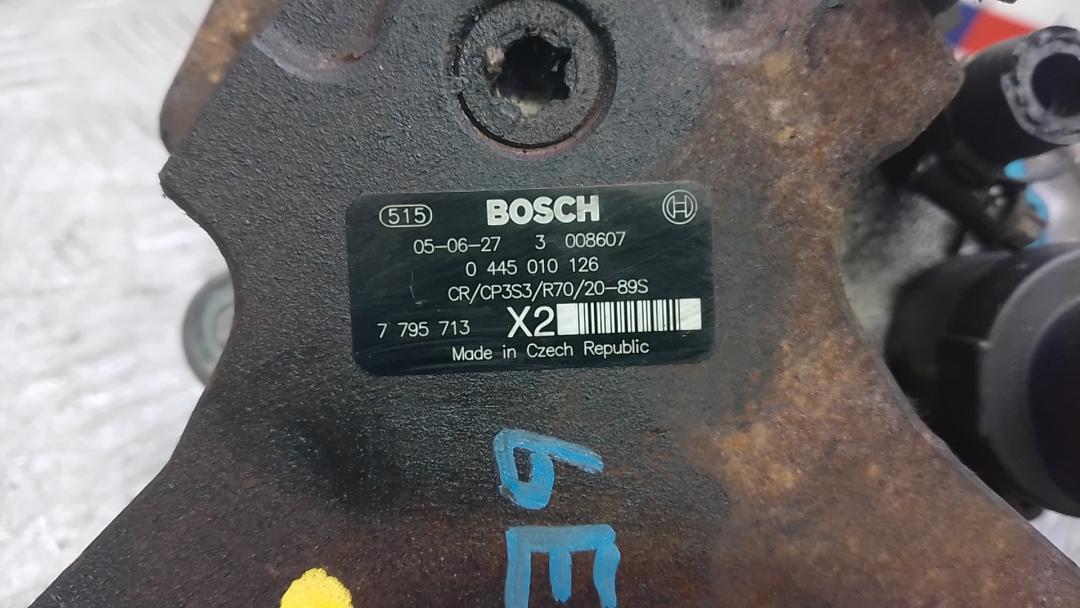 515 BOSCH
05-06-27 3 008607
0 445 010 126
CR/CP3S3/R70/20-89S
7 795 713 X2
Made in Czech Republic